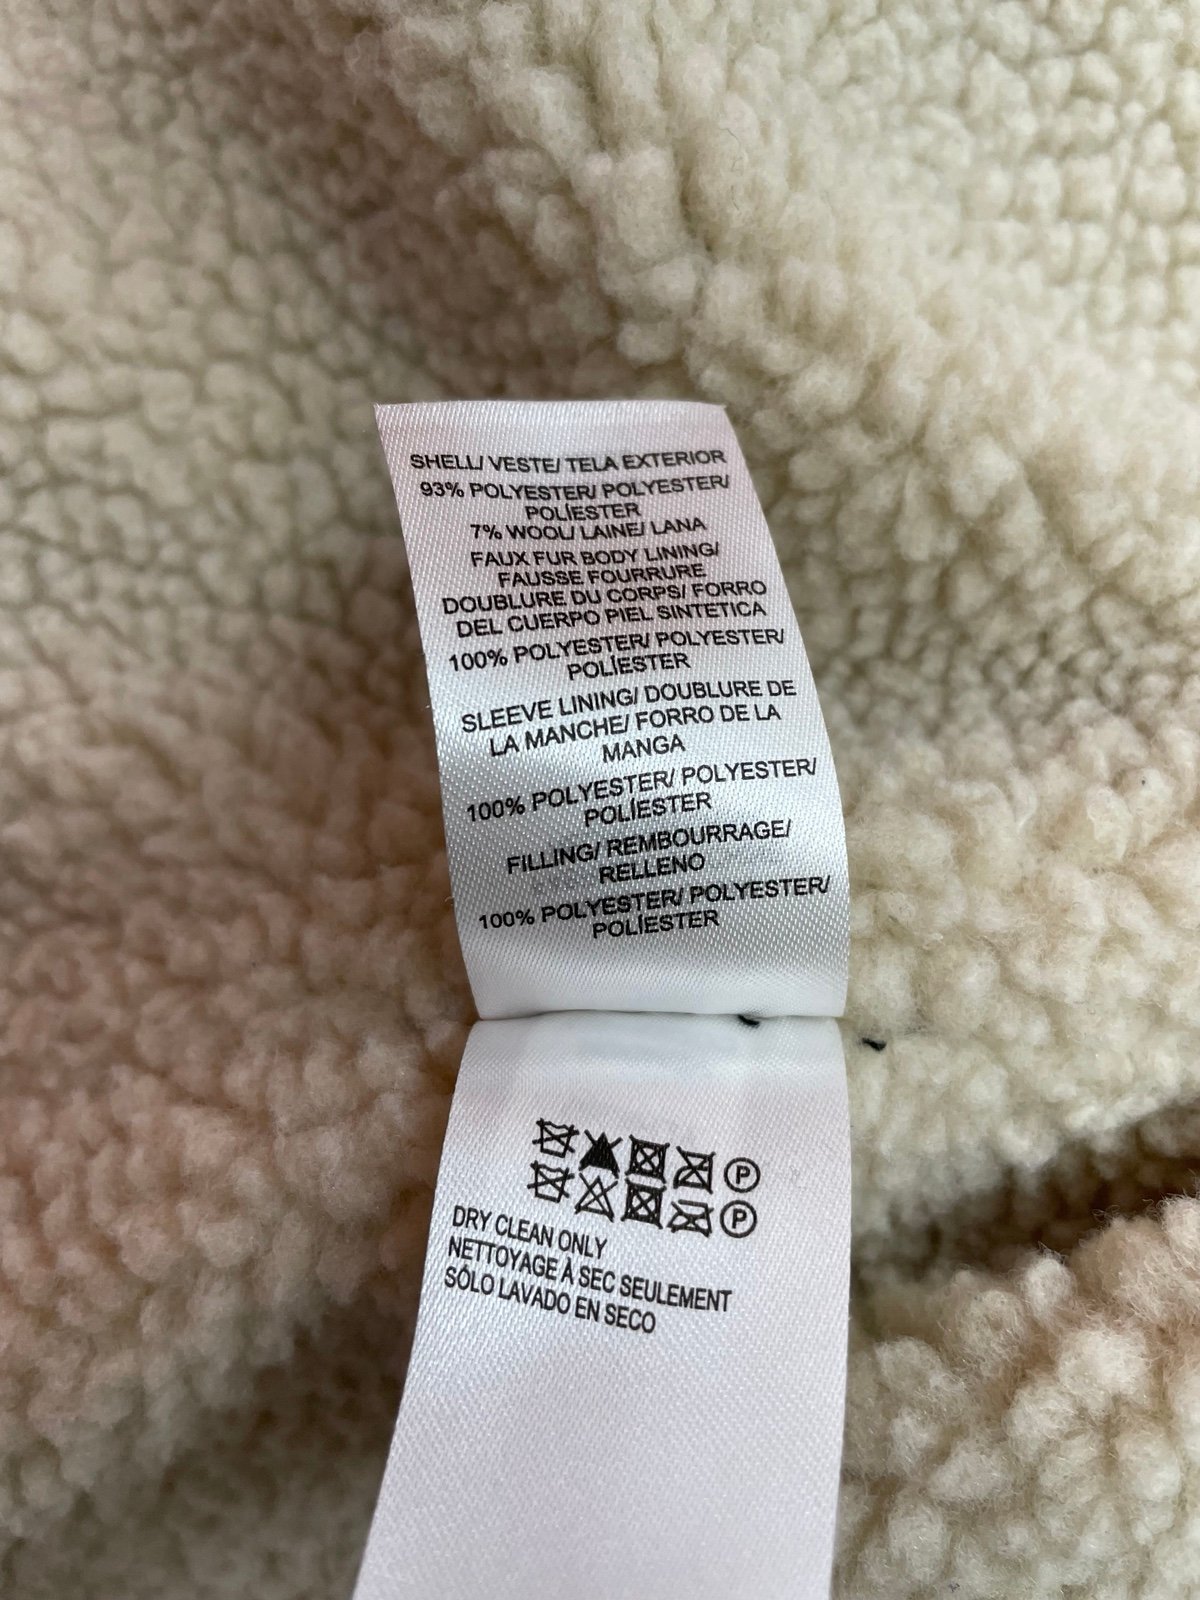 SHELL/ VESTE/ TELA EXTERIOR
93% POLYESTER/ POLYESTER/
POLÍESTER
7% WOOL/ LAINE/ LANA
FAUX FUR BODY LINING/
FAUSSE FOURRURE
DOUBLURE DU CORPS/ FORRO
DEL CUERPO PIEL SINTETICA
100% POLYESTER/ POLYESTER/
POLÍESTER
SLEEVE LINING/ DOUBLURE DE
LA MANCHE/ FORRO DE LA
MANGA
100% POLYESTER/ POLYESTER/
POLÍESTER
FILLING/ REMBOURRAGE/
RELLENO
100% POLYESTER/ POLYESTER/
POLÍESTER
P
P
DRY CLEAN ONLY
NETTOYAGE À SEC SEULEMENT
SÓLO LAVADO EN SECO